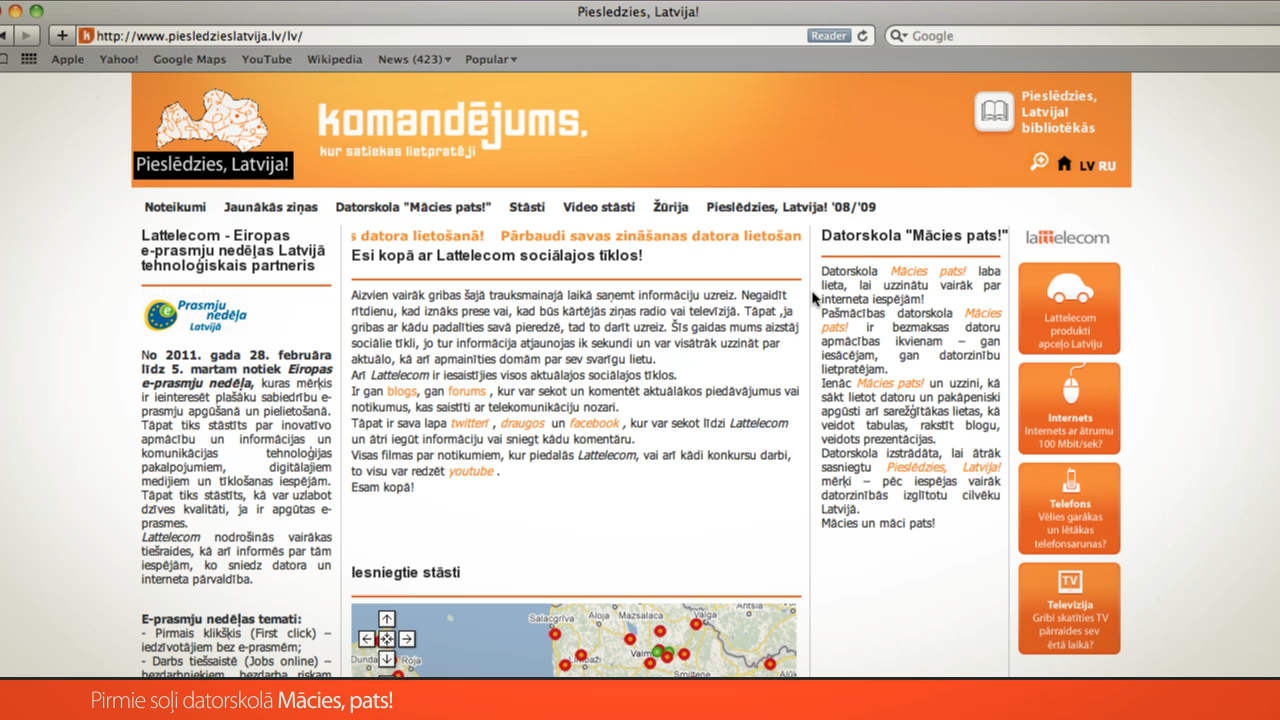 Piesledzies, Latvija!
http://www.piesledzieslatvija.lv/lv/
Reader
Google
Apple
Yahoo!
Google Maps
YouTube
Wikipedia
News (423)
Popular
Pieslēdzies, Latvija!
komandējums.
kur satiekas lietpratēji
Pieslēdzies,
Latvija!
bibliotēkās
LV RU
Noteikumi
Jaunākās ziņas
Datorskola "Mācies pats!"
Stāsti
Video stāsti
Žūrija
Pieslēdzies, Latvija! '08/'09
Lattelecom - Eiropas
e-prasmju nedēļas Latvijā
tehnoloģiskais partneris
Prasmju
nedēļa
Latvijā
No 2011. gada 28. februāra
līdz 5. martam notiek Eiropas
e-prasmju nedēļa, kuras mērķis
ir ieinteresēt plašāku sabiedrību e-
prasmju apgūšanā un pielietošanā.
Tāpat tiks stāstīts par inovatīvo
apmācību un informācijas un
komunikācijas tehnoloģijas
pakalpojumiem, digitālajiem
medijiem un tīklošanas iespējām.
Tāpat tiks stāstīts, kā var uzlabot
dzīves kvalitāti, ja ir apgūtas e-
prasmes.
Lattelecom nodrošinās vairākas
tiešraides, kā arī informēs par tām
iespējām, ko sniedz datora un
interneta pārvaldība.
E-prasmju nedēļas temati:
- Pirmais klikšķis (First click) –
iedzīvotājiem bez e-prasmēm;
- Darbs tiešsaistē (Jobs online) –
bezdarbniekiem, bezdarba riskam
s datora lietošanā! Pārbaudi savas zināšanas datora lietošan
Esi kopā ar Lattelecom sociālajos tīklos!
Aizvien vairāk gribas šajā trauksmainajā laikā saņemt informāciju uzreiz. Negaidīt
rītdienu, kad iznāks prese vai, kad būs kārtējās ziņas radio vai televīzijā. Tāpat ,ja
gribas ar kādu padalīties savā pieredzē, tad to darīt uzreiz. Šīs gaidas mums aizstāj
sociālie tīkli, jo tur informācija atjaunojas ik sekundi un var visātrāk uzzināt par
aktuālo, kā arī apmainīties domām par sev svarīgu lietu.
Arī Lattelecom ir iesaistījies visos aktuālajos sociālajos tīklos.
Ir gan blogs, gan forums , kur var sekot un komentēt aktuālākos piedāvājumus vai
notikumus, kas saistīti ar telekomunikāciju nozari.
Tāpat ir sava lapa twitterī , draugos un facebook , kur var sekot līdzi Lattelecom
un ātri iegūt informāciju vai sniegt kādu komentāru.
Visas filmas par notikumiem, kur piedalās Lattelecom, vai arī kādi konkursu darbi,
to visu var redzēt youtube .
Esam kopā!
Iesniegtie stāsti
Salacgrīva
Aloja
Mazsalaca
Valga
Antsla
Dunda
Roja
Valm
Smiltene
Alūk
Datorskola "Mācies pats!"
Datorskola Mācies pats! laba
lieta, lai uzzinātu vairāk par
interneta iespējām!
Pašmācības datorskola Mācies
pats! ir bezmaksas datoru
apmācības ikvienam – gan
iesācējam, gan datorzinību
lietpratējam.
Ienāc Mācies pats! un uzzini, kā
sākt lietot datoru un pakāpeniski
apgūsti arī sarežģītākas lietas, kā
veidot tabulas, rakstīt blogu,
veidots prezentācijas.
Datorskola izstrādāta, lai ātrāk
sasniegtu Pieslēdzies, Latvija!
mērķi – pēc iespējas vairāk
datorzinībās izglītotu cilvēku
Latvijā.
Mācies un māci pats!
lattelecom
Lattelecom
produkti
apceļo Latviju
Internets
Internets ar ātrumu
100 Mbit/sek?
Telefons
Vēlies garākas
un lētākas
telefonsarunas?
TV
Televīzija
Gribi skatīties TV
pārraides sev
ērtā laikā?
Pirmie soļi datorskolā Mācies, pats!